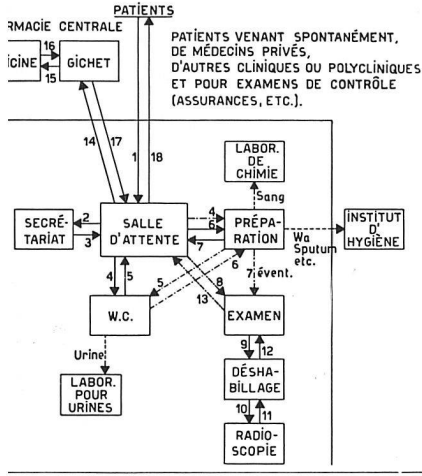 PATIENTS
RMACIE CENTRALE
PATIENTS VENANT SPONTANÉMENT,
DE MÉDECINS PRIVÉS,
D'AUTRES CLINIQUES OU POLYCLINIQUES
ET POUR EXAMENS DE CONTRÔLE
(ASSURANCES, ETC.).
CINE
16
15
GICHET
14
17
1
18
LABOR.
DE
CHIMIE
Sang
SECRÉ-
TARIAT
2
3
SALLE
D'ATTENTE
4
6
7
PRÉPA-
RATION
INSTITUT
D'
HYGIÈNE
Wa
Sputum
etc.
4
5
5
6
13
8
7 évent.
W.C.
EXAMEN
Urine
9
12
LABOR.
POUR
URINES
DÉSHA-
BILLAGE
10
11
RADIO-
SCOPIE